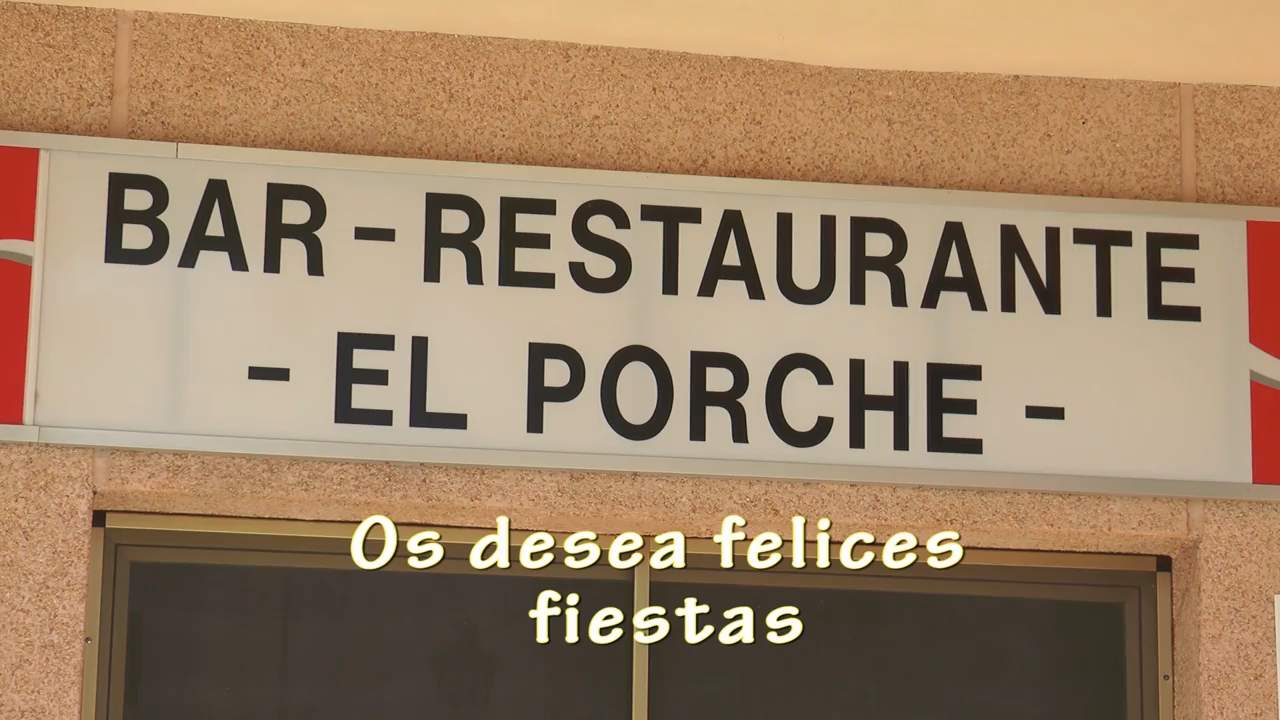 BAR-RESTAURANTE
- EL PORCHE -
Os desea felices
fiestas